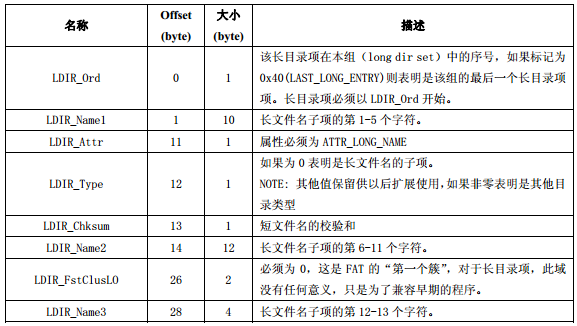 名称 Offset (byte) 大小 (byte) 描述
LDIR_Ord 0 1 该长目录项在本组（long dir set）中的序号，如果标记为
0x40(LAST_LONG_ENTRY)则表明是该组的最后一个长目录项
项。长目录项必须以 LDIR_Ord 开始。
LDIR_Name1 1 10 长文件名子项的第 1-5 个字符。
LDIR_Attr 11 1 属性必须为 ATTR_LONG_NAME
LDIR_Type 12 1 如果为 0 表明是长文件名的子项。
NOTE: 其他值保留供以后扩展使用，如果非零表明是其他目
录类型
LDIR_Chksum 13 1 短文件名的校验和
LDIR_Name2 14 12 长文件名子项的第 6-11 个字符。
LDIR_FstClusLO 26 2 必须为 0，这是 FAT 的“第一个簇”，对于长目录项，此域
没有任何意义，只是为了兼容早期的程序。
LDIR_Name3 28 4 长文件名子项的第 12-13 个字符。